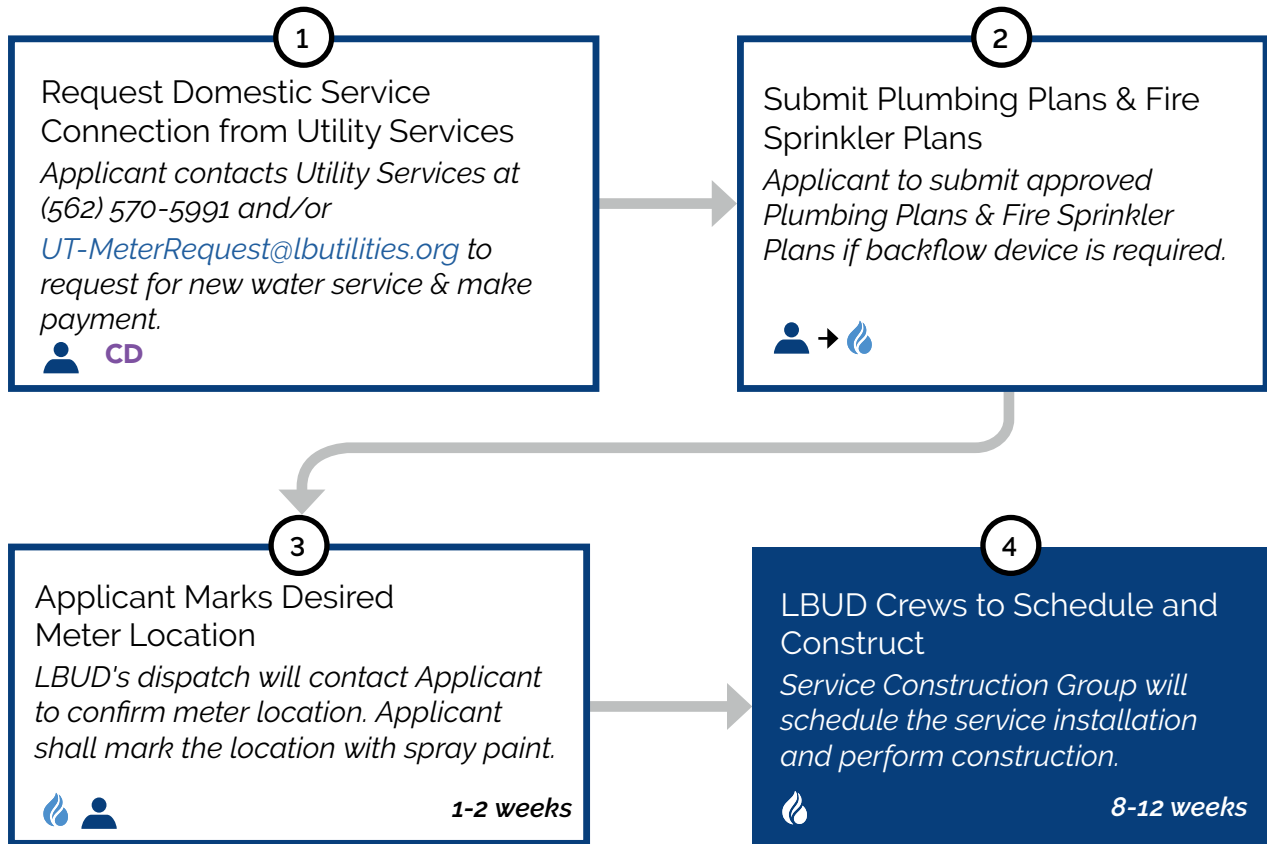 1
Request Domestic Service
Connection from Utility Services
Applicant contacts Utility Services at
(562) 570-5991 and/or
UT-MeterRequest@lbutilities.org to
request for new water service & make
payment.
CD
2
Submit Plumbing Plans & Fire
Sprinkler Plans
Applicant to submit approved
Plumbing Plans & Fire Sprinkler
Plans if backflow device is required.
3
Applicant Marks Desired
Meter Location
LBUD's dispatch will contact Applicant
to confirm meter location. Applicant
shall mark the location with spray paint.
1-2 weeks
4
LBUD Crews to Schedule and
Construct
Service Construction Group will
schedule the service installation
and perform construction.
8-12 weeks